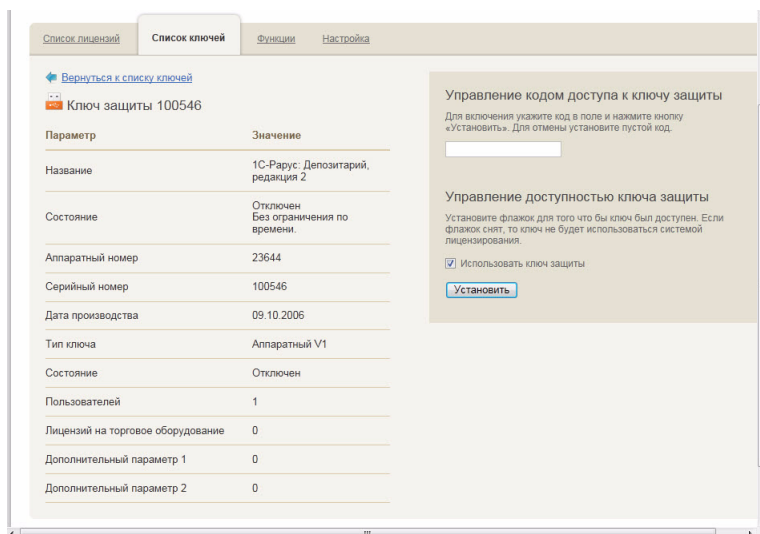 Список лицензий
Список ключей
Функции
Настройка
Вернуться к списку ключей
Ключ защиты 100546
Параметр Значение
Название 1С-Рарус: Депозитарий,
редакция 2
Состояние Отключен
Без ограничения по
времени.
Аппаратный номер 23644
Серийный номер 100546
Дата производства 09.10.2006
Тип ключа Аппаратный V1
Состояние Отключен
Пользователей 1
Лицензий на торговое оборудование 0
Дополнительный параметр 1 0
Дополнительный параметр 2 0
Управление кодом доступа к ключу защиты
Для включения укажите код в поле и нажмите кнопку
«Установить». Для отмены установите пустой код.
Управление доступностью ключа защиты
Установите флажок для того что бы ключ был доступен. Если
флажок снят, то ключ не будет использоваться системой
лицензирования.
Использовать ключ защиты
Установить